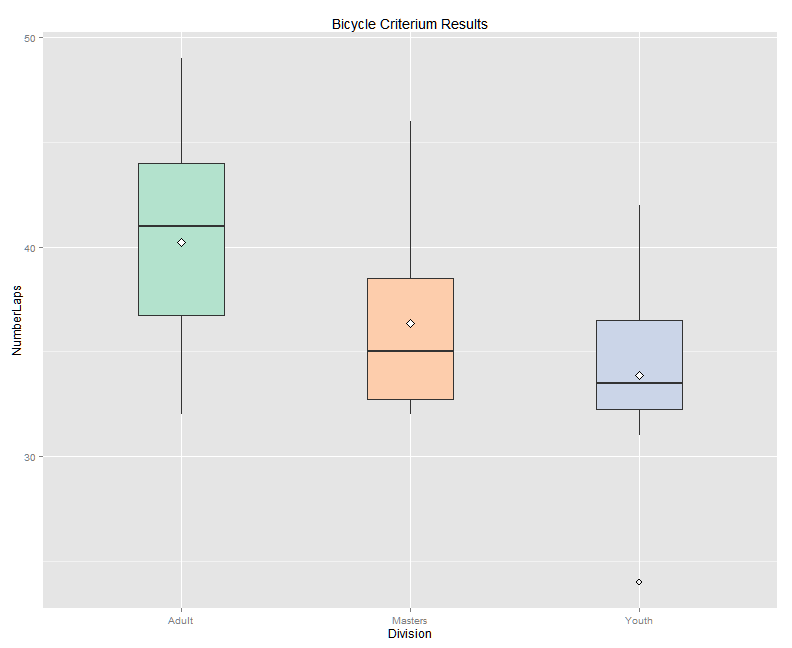 Bicycle Criterium Results
50
40
30
NumberLaps
Adult Masters Youth
Division